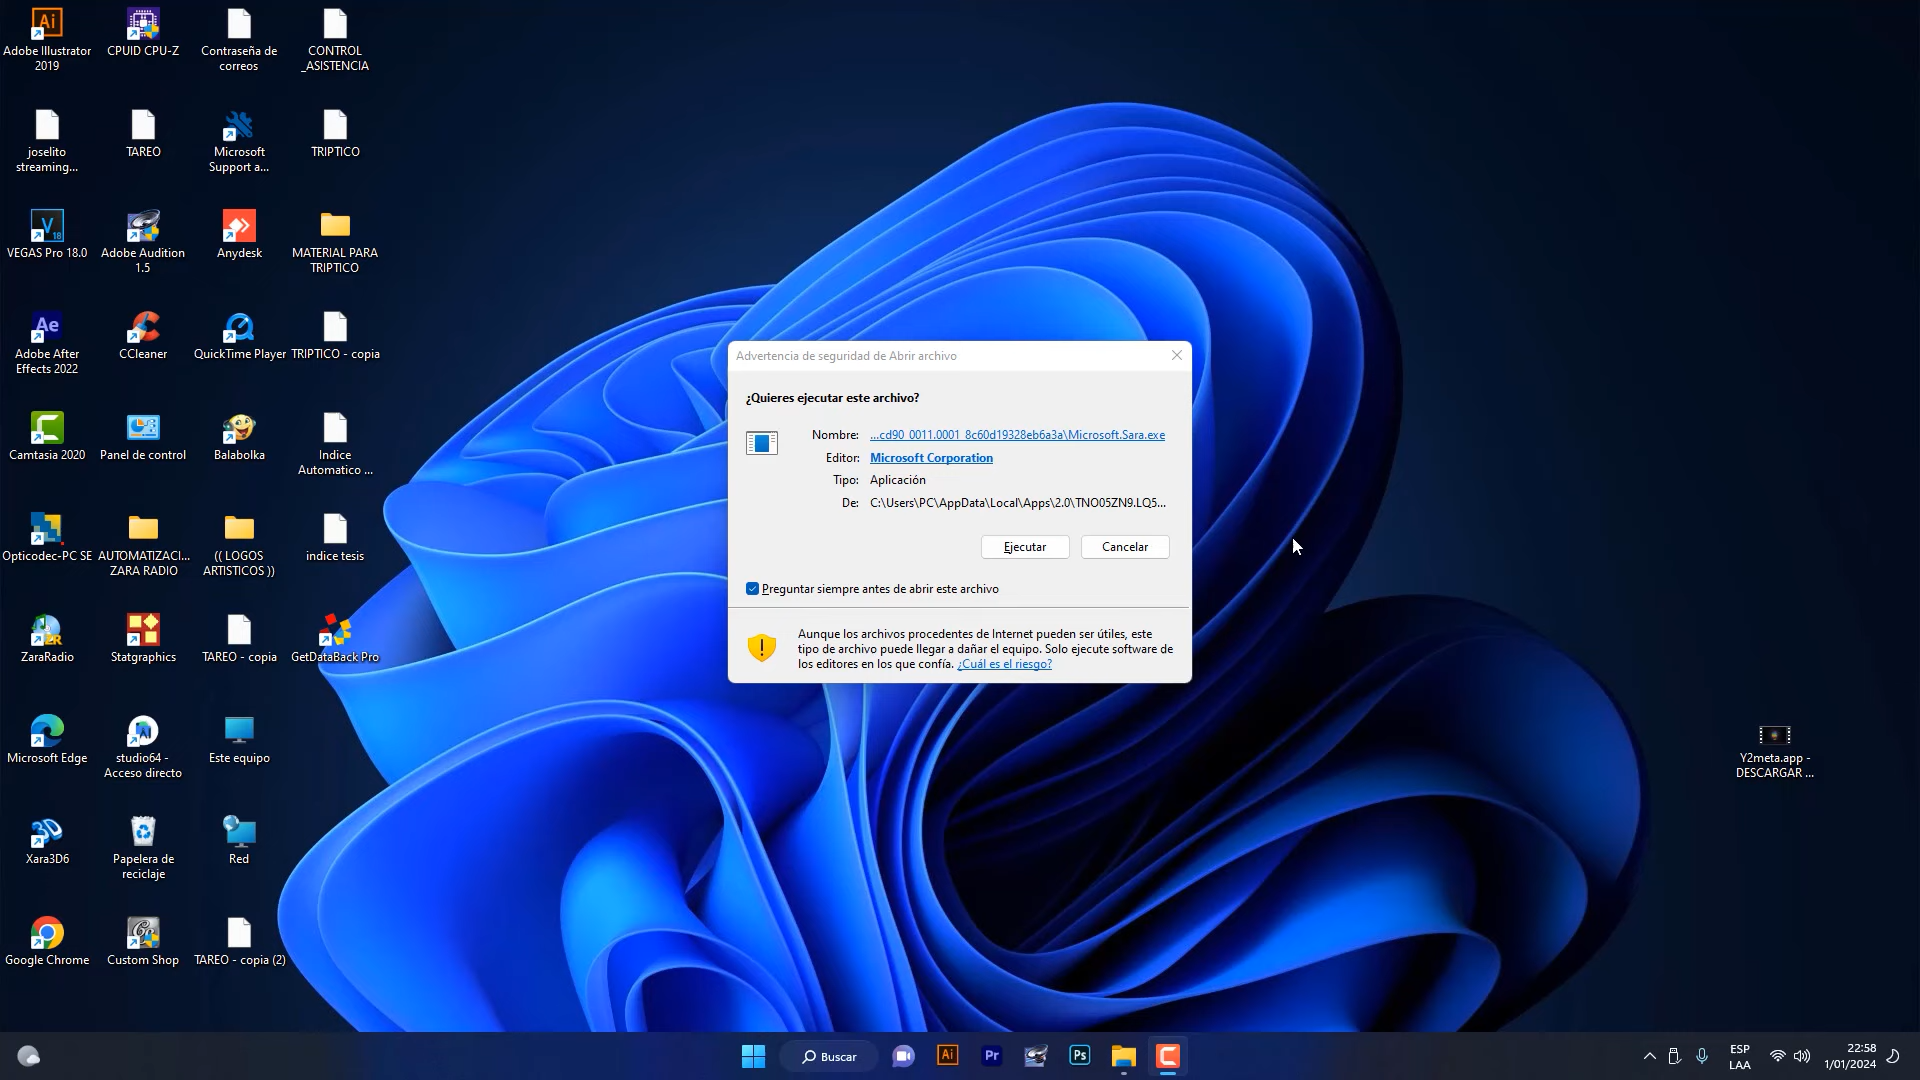 Adobe Illustrator
2019
CPUID CPU-Z
Contraseña de
correos
CONTROL
_ASISTENCIA
joselito
streaming...
TAREO
Microsoft
Support a...
TRIPTICO
VEGAS Pro 18.0
Adobe Audition
1.5
Anydesk
MATERIAL PARA
TRIPTICO
Adobe After
Effects 2022
CCleaner
QuickTime Player
TRIPTICO - copia
Camtasia 2020
Panel de control
Balabolka
Indice
Automatico ...
Opticodec-PC SE
AUTOMATIZACI...
ZARA RADIO
(( LOGOS
ARTISTICOS ))
indice tesis
ZaraRadio
Statgraphics
TAREO - copia
GetDataBack Pro
Microsoft Edge
studio64 -
Acceso directo
Este equipo
Xara3D6
Papelera de
reciclaje
Red
Google Chrome
Custom Shop
TAREO - copia (2)
Advertencia de seguridad de Abrir archivo
¿Quieres ejecutar este archivo?
Nombre: ...cd90_0011.0001_8c60d19328eb6a3a\Microsoft.Sara.exe
Editor: Microsoft Corporation
Tipo: Aplicación
De: C:\Users\PC\AppData\Local\Apps\2.0\TNO05ZN9.LQ5...
Ejecutar
Cancelar
Preguntar siempre antes de abrir este archivo
Aunque los archivos procedentes de Internet pueden ser útiles, este
tipo de archivo puede llegar a dañar el equipo. Solo ejecute software de
los editores en los que confía. ¿Cuál es el riesgo?
Y2meta.app -
DESCARGAR ...
Buscar
Ai
Pr
Ps
ESP
LAA
22:58
1/01/2024